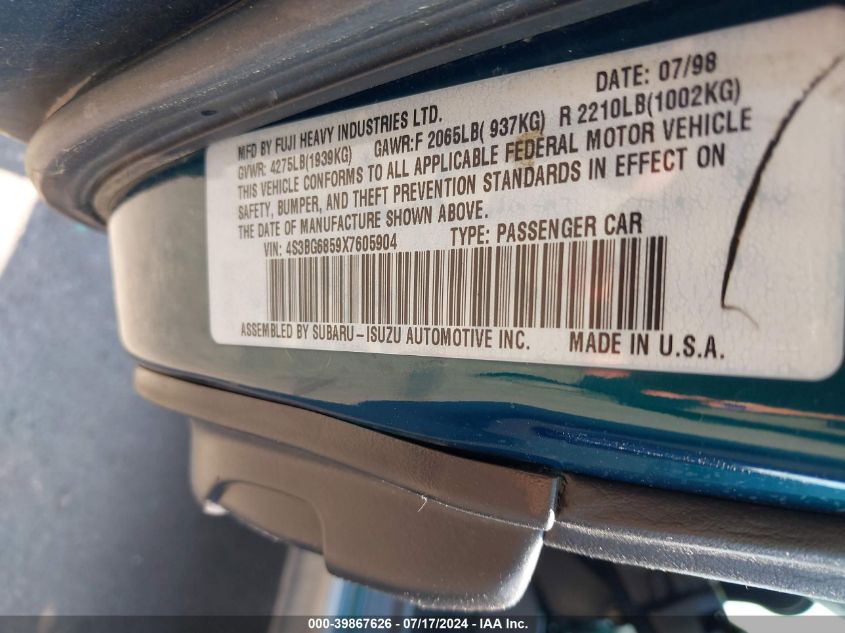 DATE: 07/98
MFD BY FUJI HEAVY INDUSTRIES LTD.
GVWR: 4275LB(1939KG) GAWR:F 2065LB( 937KG) R 2210LB(1002KG)
THIS VEHICLE CONFORMS TO ALL APPLICABLE FEDERAL MOTOR VEHICLE
SAFETY, BUMPER, AND THEFT PREVENTION STANDARDS IN EFFECT ON
THE DATE OF MANUFACTURE SHOWN ABOVE.
VIN: 4S3BG6859X7605904 TYPE: PASSENGER CAR
ASSEMBLED BY SUBARU-ISUZU AUTOMOTIVE INC. MADE IN U.S.A.
000-39867626 - 07/17/2024 - IAA Inc.